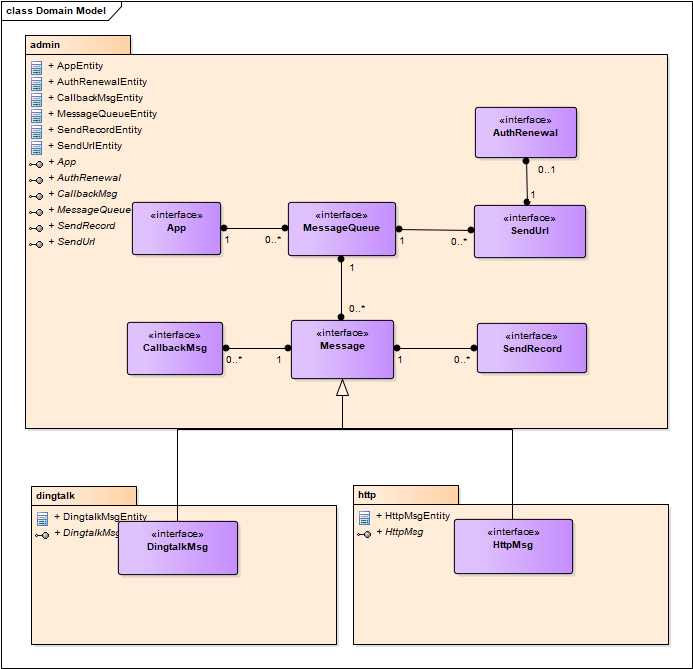 class Domain Model
admin
+ AppEntity
+ AuthRenewalEntity
+ CallbackMsgEntity
+ MessageQueueEntity
+ SendRecordEntity
+ SendUrlEntity
+ App
+ AuthRenewal
+ CallbackMsg
+ MessageQueue
+ SendRecord
+ SendUrl
«interface»
AuthRenewal
0..1
1
«interface»
App
1
0..*
«interface»
MessageQueue
1
0..*
«interface»
SendUrl
1
0..*
«interface»
CallbackMsg
0..*
1
«interface»
Message
1
0..*
«interface»
SendRecord
dingtalk
+ DingtalkMsgEntity
+ DingtalkMsg
«interface»
DingtalkMsg
http
+ HttpMsgEntity
+ HttpMsg
«interface»
HttpMsg